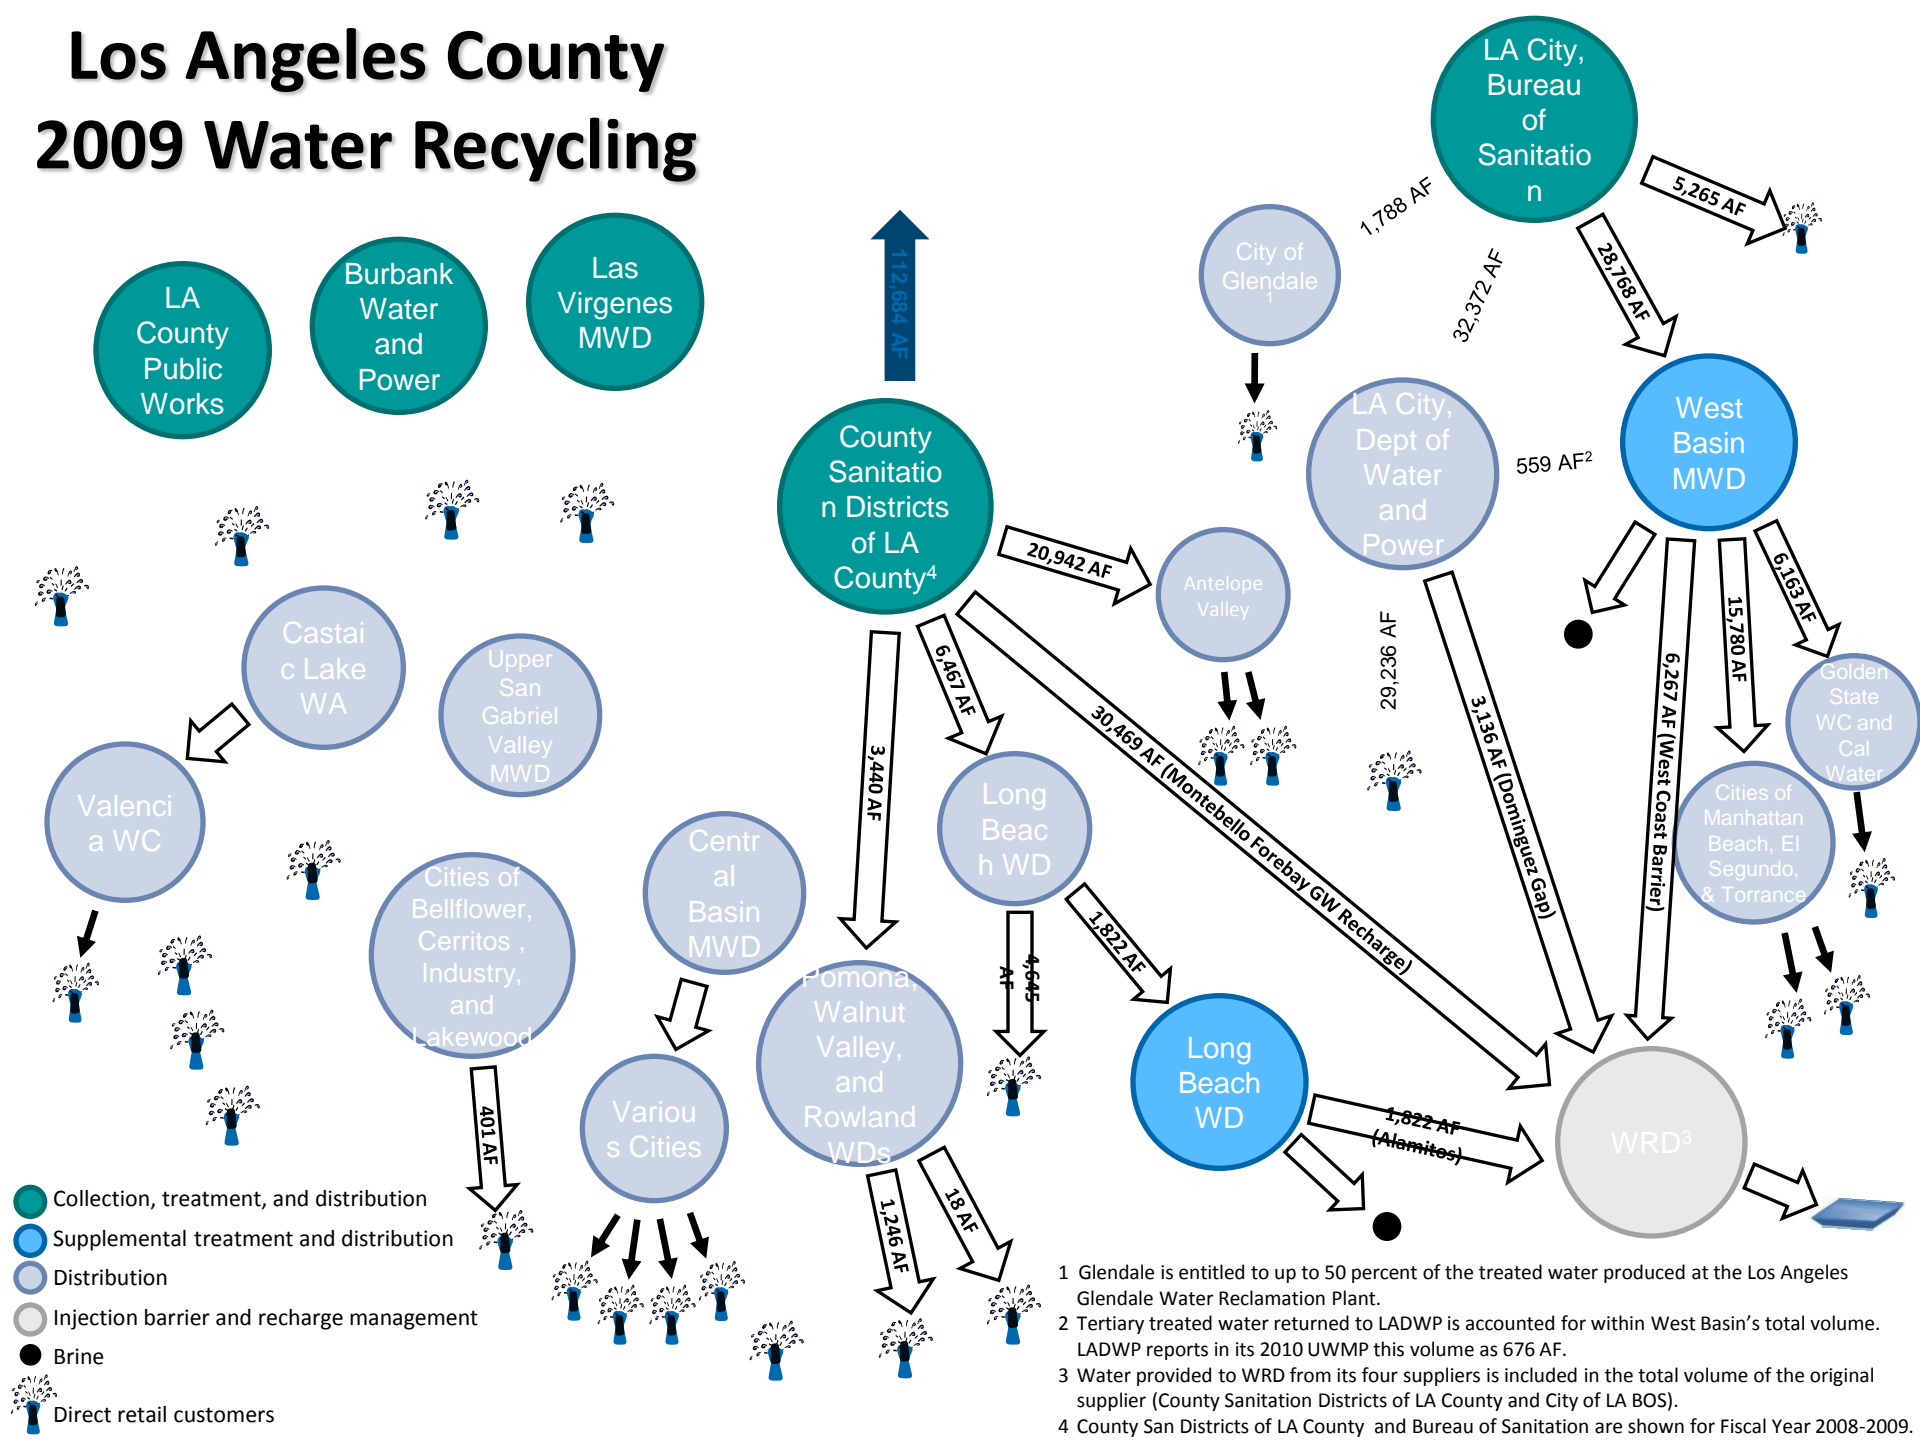 Los Angeles County
2009 Water Recycling
LA City,
Bureau
of
Sanitatio
n
5,265 AF
1,788 AF
28,768 AF
32,372 AF
City of
Glendale
1
LA
County
Public
Works
Burbank
Water
and
Power
Las
Virgenes
MWD
112,684 AF
County
Sanitatio
n Districts
of LA
County4
LA City,
Dept of
Water
and
Power
559 AF2
West
Basin
MWD
20,942 AF
Antelope
Valley
6,467 AF
3,440 AF
30,469 AF (Montebello Forebay GW Recharge)
29,236 AF
3,136 AF (Dominguez Gap)
6,267 AF (West Coast Barrier)
15,780 AF
6,163 AF
Golden
State
WC and
Cal
Water
Cities of
Manhattan
Beach, El
Segundo,
& Torrance
Castai
c Lake
WA
Upper
San
Gabriel
Valley
MWD
Valenci
a WC
Cities of
Bellflower,
Cerritos ,
Industry,
and
Lakewood
401 AF
Centr
al
Basin
MWD
Variou
s Cities
Pomona,
Walnut
Valley,
and
Rowland
WDs
1,246 AF
18 AF
Long
Beac
h WD
4,645
AF
1,822 AF
Long
Beach
WD
1,822 AF
(Alamitos)
WRD3
Collection, treatment, and distribution
Supplemental treatment and distribution
Distribution
Injection barrier and recharge management
Brine
Direct retail customers
1 Glendale is entitled to up to 50 percent of the treated water produced at the Los Angeles
Glendale Water Reclamation Plant.
2 Tertiary treated water returned to LADWP is accounted for within West Basin's total volume.
LADWP reports in its 2010 UWMP this volume as 676 AF.
3 Water provided to WRD from its four suppliers is included in the total volume of the original
supplier (County Sanitation Districts of LA County and City of LA BOS).
4 County San Districts of LA County and Bureau of Sanitation are shown for Fiscal Year 2008-2009.